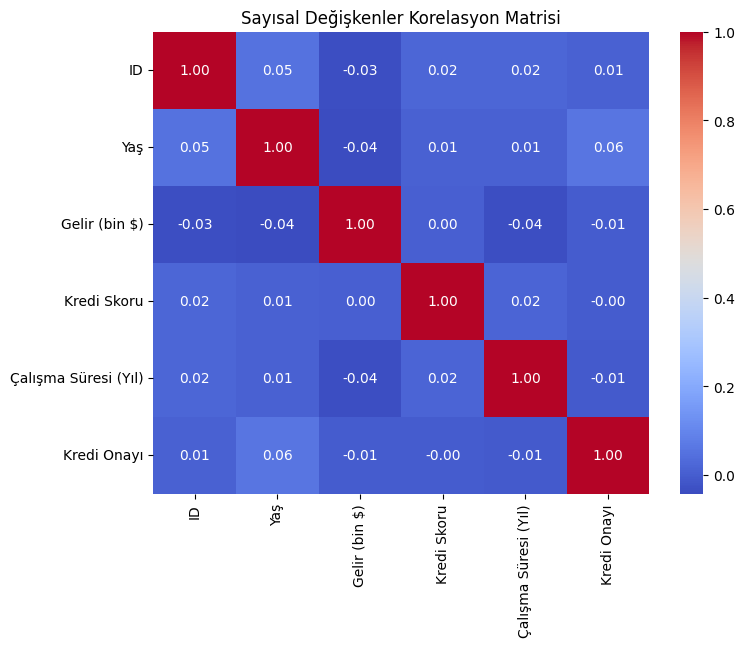 Sayısal Değişkenler Korelasyon Matrisi
ID 1.00 0.05 -0.03 0.02 0.02 0.01
Yaş 0.05 1.00 -0.04 0.01 0.01 0.06
Gelir (bin $) -0.03 -0.04 1.00 0.00 -0.04 -0.01
Kredi Skoru 0.02 0.01 0.00 1.00 0.02 -0.00
Çalışma Süresi (Yıl) 0.02 0.01 -0.04 0.02 1.00 -0.01
Kredi Onayı 0.01 0.06 -0.01 -0.00 -0.01 1.00
ID
Yaş
Gelir (bin $)
Kredi Skoru
Çalışma Süresi (Yıl)
Kredi Onayı
1.0
0.8
0.6
0.4
0.2
0.0